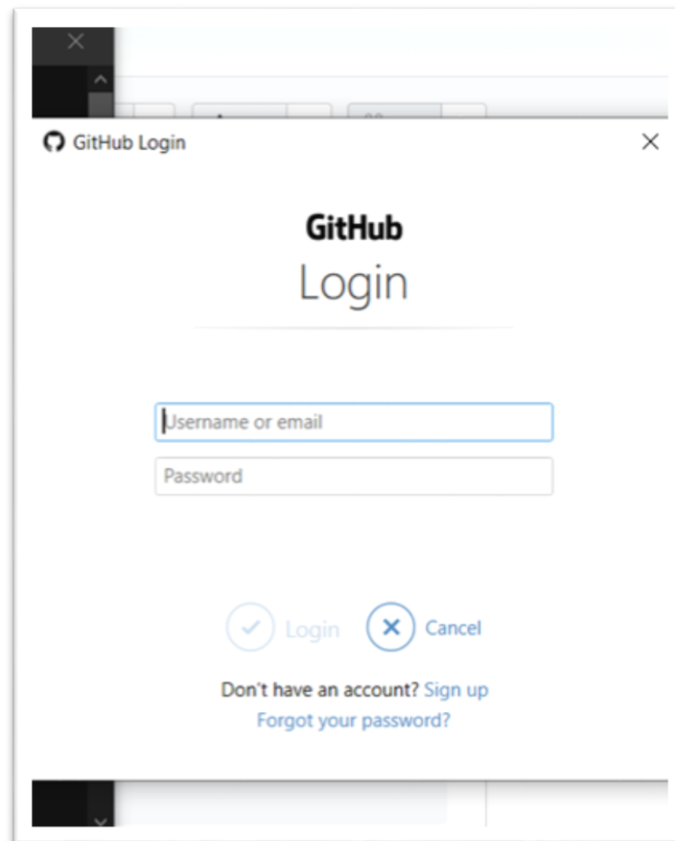 GitHub Login
GitHub
Login
Username or email
Password
Login Cancel
Don't have an account? Sign up
Forgot your password?